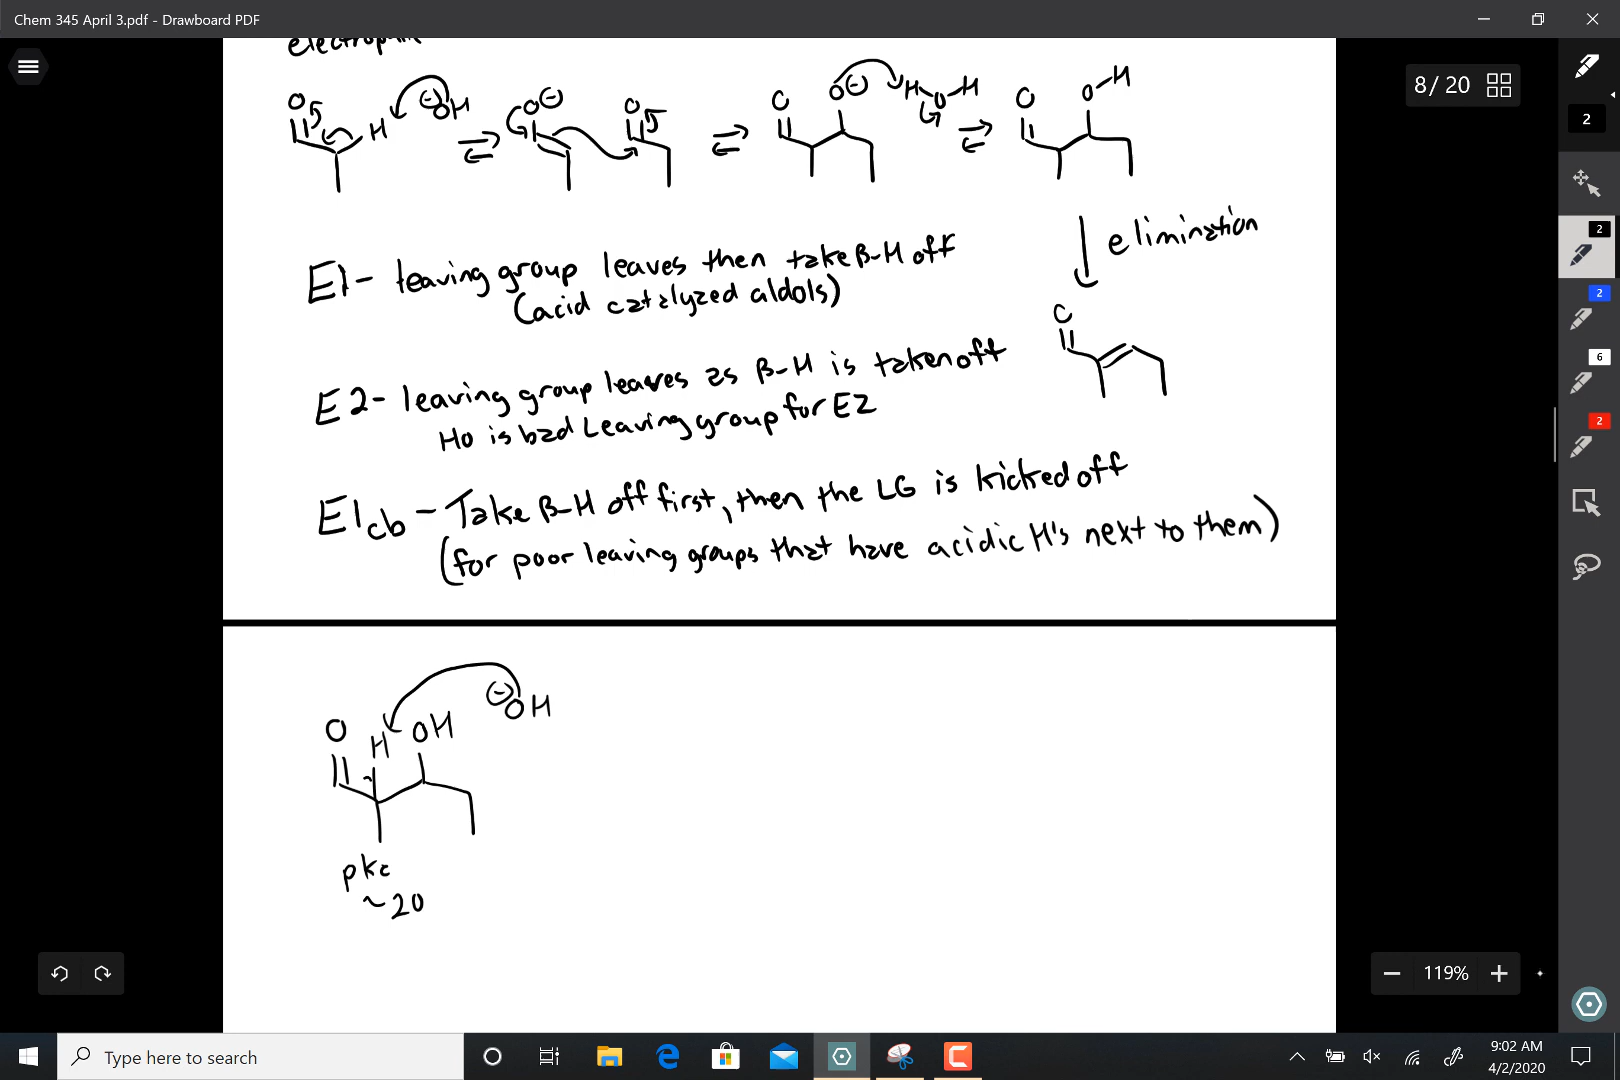 Chem 345 April 3.pdf - Drawboard PDF
8 / 20
2
O H ⊖OH
O⊖ O
O O⊖ H-O-H
O O-H
E1 - leaving group leaves then take β-H off
(acid catalyzed aldols)
elimination
O
E2 - leaving group leaves as β-H is taken off
HO is bad Leaving group for E2
E1cb - Take β-H off first, then the LG is kicked off
(for poor leaving groups that have acidic H's next to them)
2
2
6
2
O H OH ⊖OH
pka
~20
119%
Type here to search
9:02 AM
4/2/2020